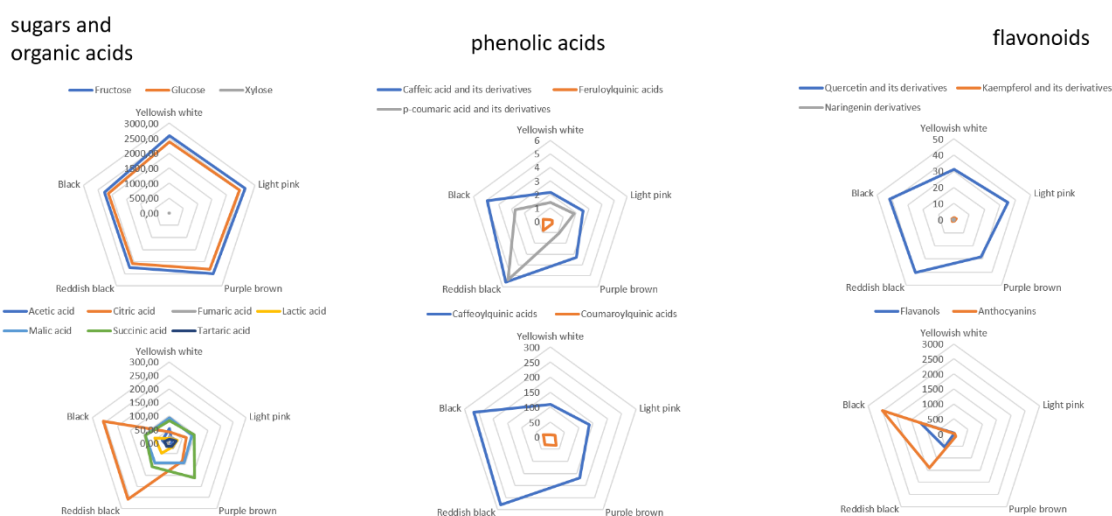 sugars and
organic acids
phenolic acids
flavonoids
Fructose Glucose Xylose
Yellowish white
3000,00
2500,00
2000,00
1500,00
1000,00
500,00
0,00
Black
Light pink
Reddish black
Purple brown
Acetic acid Citric acid Fumaric acid Lactic acid
Malic acid Succinic acid Tartaric acid
Yellowish white
300,00
250,00
200,00
150,00
100,00
50,00
0,00
Black
Light pink
Reddish black
Purple brown
Caffeic acid and its derivatives Feruloylquinic acids
p-coumaric acid and its derivatives
Yellowish white
6
5
4
3
2
1
0
Black
Light pink
Reddish black
Purple brown
Caffeoylquinic acids Coumaroylquinic acids
Yellowish white
300
250
200
150
100
50
0
Black
Light pink
Reddish black
Purple brown
Quercetin and its derivatives Kaempferol and its derivatives
Naringenin derivatives
Yellowish white
50
40
30
20
10
0
Black
Light pink
Reddish black
Purple brown
Flavanols Anthocyanins
Yellowish white
3000
2500
2000
1500
1000
500
0
Black
Light pink
Reddish black
Purple brown